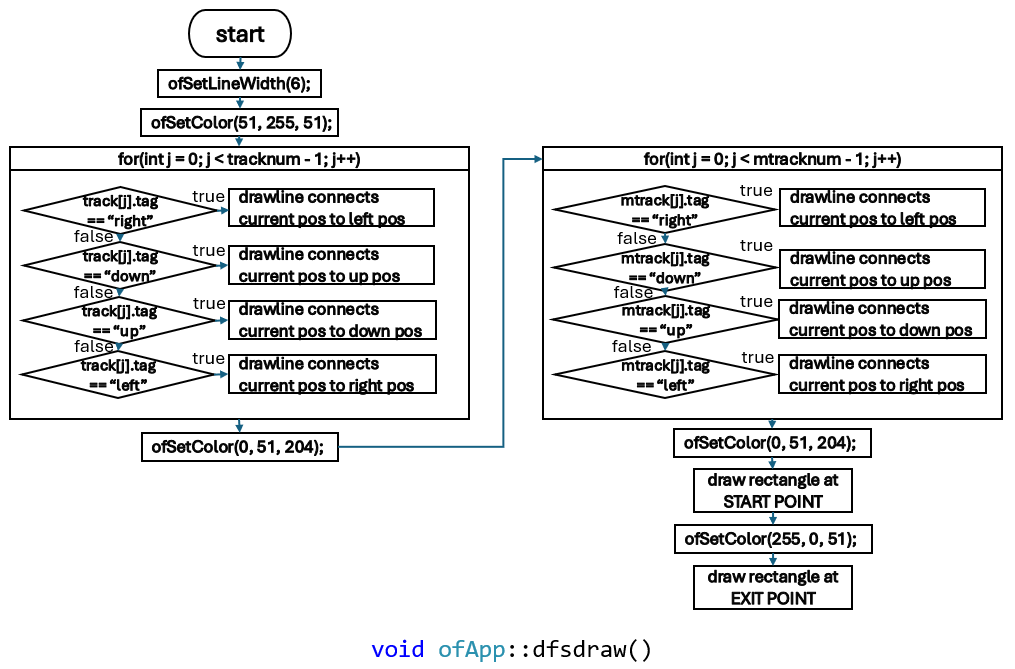 start
ofSetLineWidth(6);
ofSetColor(51, 255, 51);
for(int j = 0; j < tracknum - 1; j++)
track[j].tag
== “right”
true
drawline connects
current pos to left pos
false
track[j].tag
== “down”
true
drawline connects
current pos to up pos
false
track[j].tag
== “up”
true
drawline connects
current pos to down pos
false
track[j].tag
== “left”
true
drawline connects
current pos to right pos
ofSetColor(0, 51, 204);
for(int j = 0; j < mtracknum - 1; j++)
mtrack[j].tag
== “right”
true
drawline connects
current pos to left pos
false
mtrack[j].tag
== “down”
true
drawline connects
current pos to up pos
false
mtrack[j].tag
== “up”
true
drawline connects
current pos to down pos
false
mtrack[j].tag
== “left”
true
drawline connects
current pos to right pos
ofSetColor(0, 51, 204);
draw rectangle at
START POINT
ofSetColor(255, 0, 51);
draw rectangle at
EXIT POINT
void ofApp::dfsdraw()